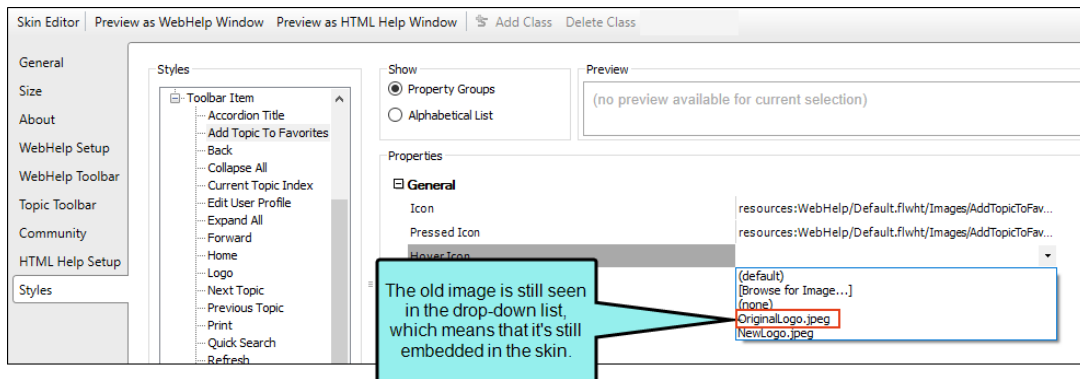 Skin Editor Preview as WebHelp Window Preview as HTML Help Window Add Class Delete Class
General
Size
About
WebHelp Setup
WebHelp Toolbar
Topic Toolbar
Community
HTML Help Setup
Styles
Styles
Toolbar Item
Accordion Title
Add Topic To Favorites
Back
Collapse All
Current Topic Index
Edit User Profile
Expand All
Forward
Home
Logo
Next Topic
Previous Topic
Print
Quick Search
Refresh
Show
Property Groups
Alphabetical List
Preview
(no preview available for current selection)
Properties
General
Icon resources:WebHelp/Default.flwht/Images/AddTopicToFav...
Pressed Icon resources:WebHelp/Default.flwht/Images/AddTopicToFav...
Hover Icon
(default)
[Browse for Image...]
(none)
OriginalLogo.jpeg
NewLogo.jpeg
The old image is still seen
in the drop-down list,
which means that it's still
embedded in the skin.